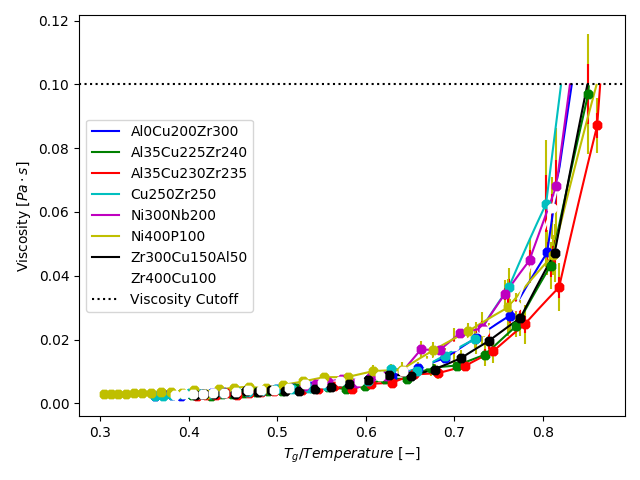 0.12
0.10
0.08
0.06
0.04
0.02
0.00
Viscosity [Pa · s]
Al0Cu200Zr300
Al35Cu225Zr240
Al35Cu230Zr235
Cu250Zr250
Ni300Nb200
Ni400P100
Zr300Cu150Al50
Zr400Cu100
Viscosity Cutoff
0.3 0.4 0.5 0.6 0.7 0.8
Tg/Temperature [−]